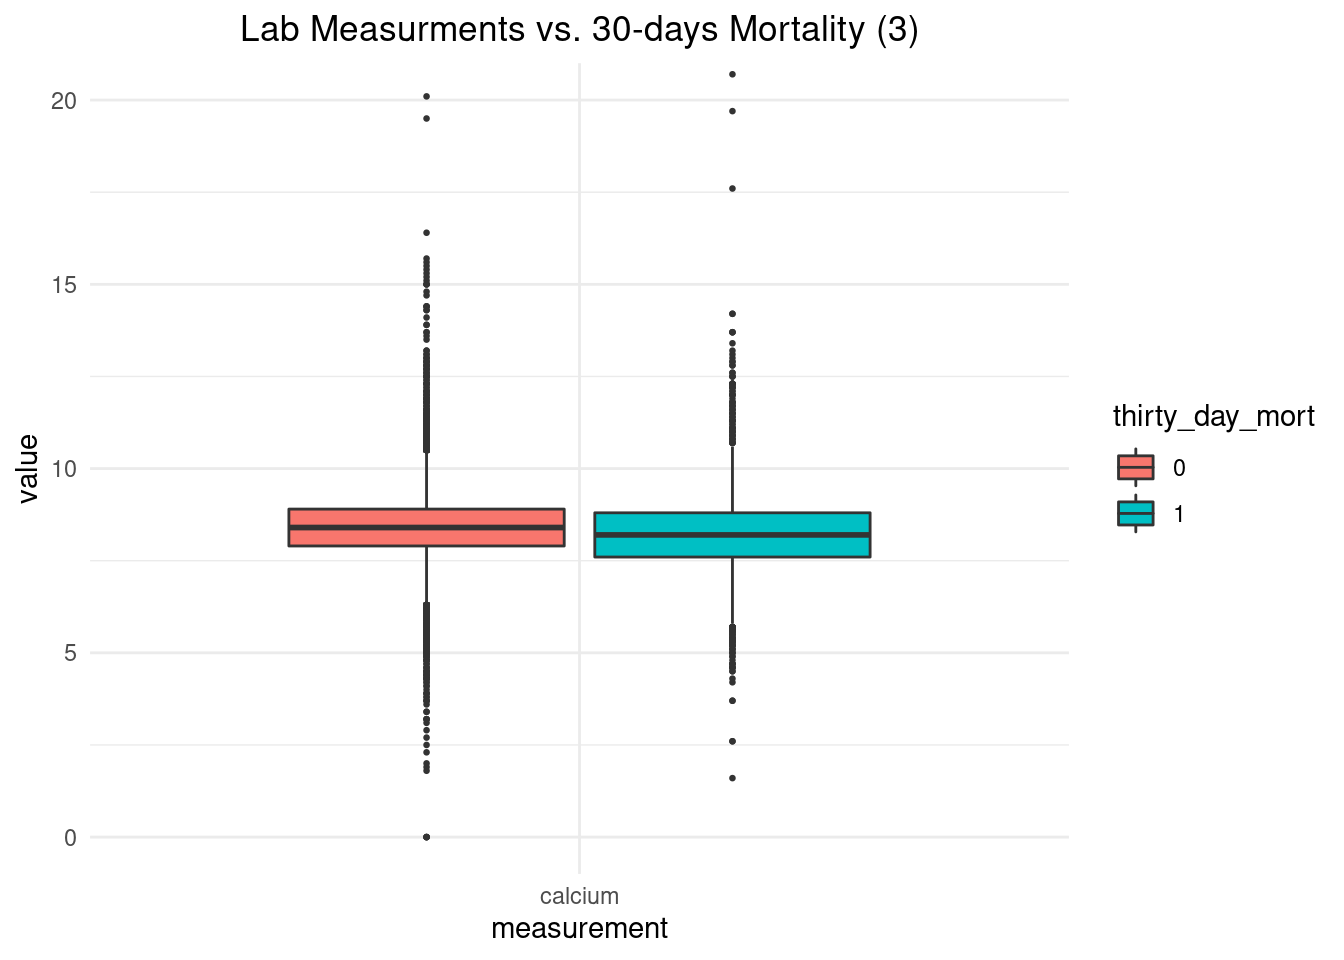 Lab Measurments vs. 30-days Mortality (3)
20
15
10
5
0
value
calcium
measurement
thirty_day_mort
0
1